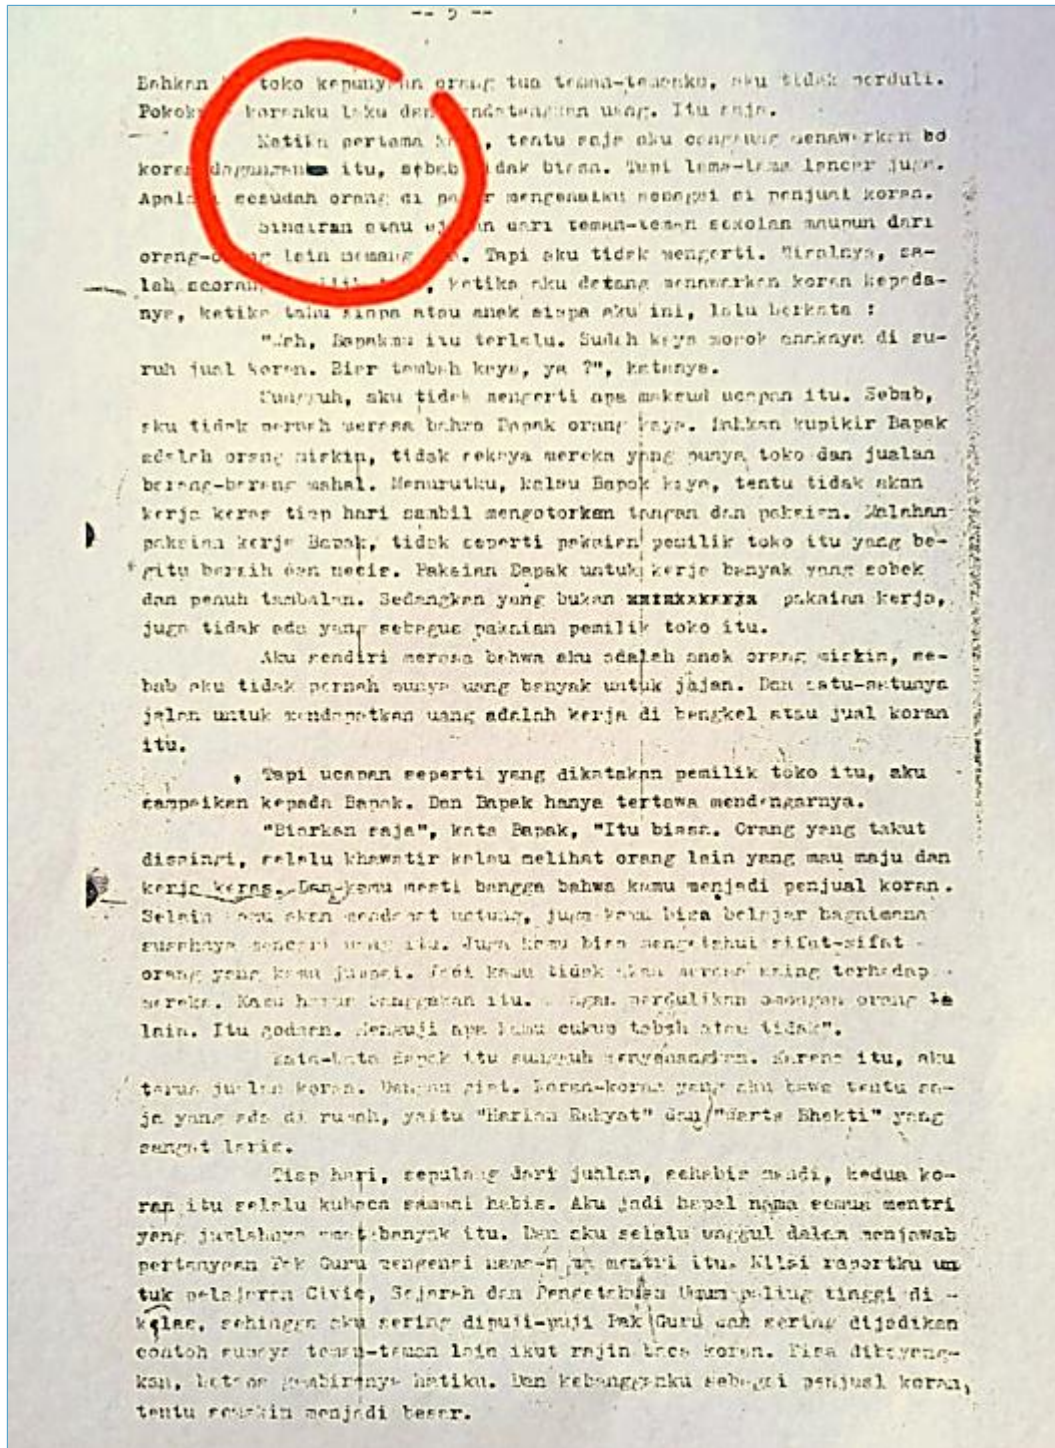 -- 5 --
Bahkan toko kepunyaan orang tua teman-temanku, aku tidak perduli.
koranku laku dan uang. Itu saja.
Ketika pertama , tentu saja aku canggung menawarkan bd
koran itu, sebab tidak biasa. Tapi lama-lama lancar juga.
sesudah orang di pasar mengenalku sebagai si penjual koran.
Sindiran atau ejekan dari teman-teman sekolah maupun dari
orang-orang lain memang . Tapi aku tidak mengerti. Misalnya, sa-
lah seorang , ketika aku datang menawarkan koran kepada-
nya, ketika tahu siapa atau anak siapa aku ini, lalu berkata :
"Wah, Bapakmu itu terlalu. Sudah kaya anaknya di su-
ruh jual koran. Biar tambah kaya, ya ?", katanya.
Sungguh, aku tidak mengerti apa maksud ucapan itu. Sebab,
aku tidak pernah merasa bahwa Bapak orang kaya. Bahkan kupikir Bapak
adalah orang miskin, tidak mereka yang punya toko dan jualan
barang-barang mahal. Menurutku, kalau Bapak kaya, tentu tidak akan
kerja keras tiap hari sambil mengotorkan tangan dan pakaian. Malahan
pakaian kerja Bapak, tidak seperti pakaian pemilik toko itu yang be-
gitu bersih dan necis. Pakaian Bapak untuk kerja banyak yang sobek
dan penuh tambalan. Sedangkan yang bukan pakaian kerja,
juga tidak ada yang sebagus pakaian pemilik toko itu.
Aku sendiri merasa bahwa aku adalah anak orang miskin, se-
bab aku tidak pernah punya uang banyak untuk jajan. Dan satu-satunya
jalan untuk mendapatkan uang adalah kerja di bengkel atau jual koran
itu.
Tapi ucapan seperti yang dikatakan pemilik toko itu, aku
sampaikan kepada Bapak. Dan Bapak hanya tertawa mendengarnya.
"Biarkan saja", kata Bapak, "Itu biasa. Orang yang takut
disaingi, selalu khawatir kalau melihat orang lain yang mau maju dan
kerja keras. Dan kamu mesti bangga bahwa kamu menjadi penjual koran.
Selain kamu akan mendapat untung, juga kamu bisa belajar bagaimana
susahnya mencari uang itu. Juga kamu bisa mengetahui sifat-sifat
orang yang kamu jumpai. Jadi kamu tidak akan merasa asing terhadap
mereka. Kamu harus banggakan itu. Jangan perdulikan omongan orang la
lain. Itu godaan. Menguji apa kamu cukup tabah atau tidak".
Kata-kata Bapak itu sungguh menyenangkan. Karena itu, aku
terus jualan koran. Dengan giat. Koran-koran yang aku bawa tentu sa-
ja yang ada di rumah, yaitu "Harian Rakyat" dan "Warta Bhakti" yang
sangat laris.
Tiap hari, sepulang dari jualan, sehabis mandi, kedua ko-
ran itu selalu kubaca sampai habis. Aku jadi hapal nama semua mentri
yang jumlahnya banyak itu. Dan aku selalu unggul dalam menjawab
pertanyaan Pak Guru mengenai mentri itu. Nilai raportku un
tuk pelajaran Civic, Sejarah dan Pengetahuan Umum paling tinggi di
kelas, sehingga aku sering dipuji-puji Pak Guru dan sering dijadikan
contoh supaya teman-teman lain ikut rajin baca koran. Bisa dibayang-
kan, betapa gembiranya hatiku. Dan kebanggaanku sebagai penjual koran,
tentu semakin menjadi besar.